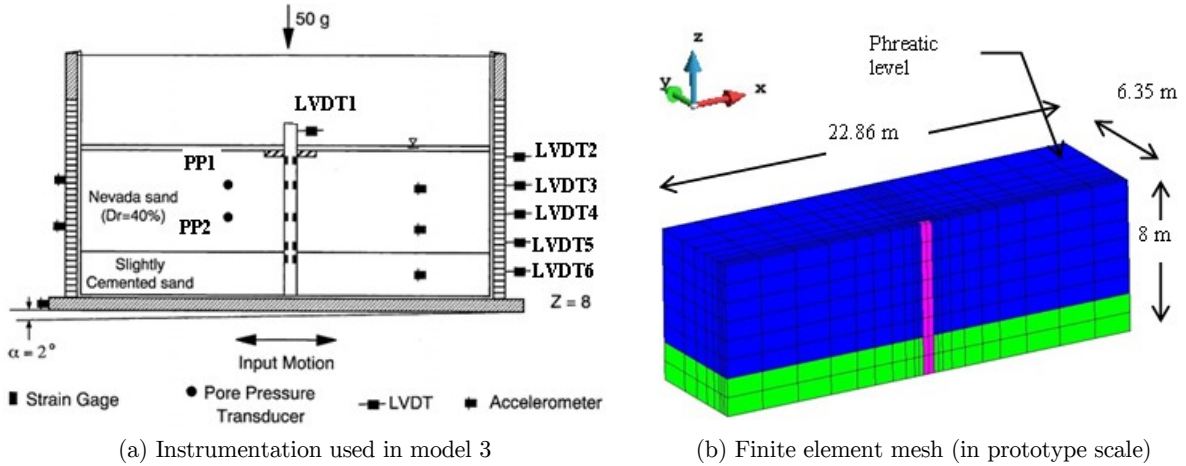 50 g
LVDT1
PP1
LVDT2
Nevada sand
(Dr=40%)
LVDT3
PP2
LVDT4
LVDT5
Slightly
Cemented sand
LVDT6
Z = 8
α = 2°
Input Motion
Strain Gage
Pore Pressure
Transducer
LVDT
Accelerometer
(a) Instrumentation used in model 3
z
y
x
Phreatic
level
6.35 m
22.86 m
8 m
(b) Finite element mesh (in prototype scale)